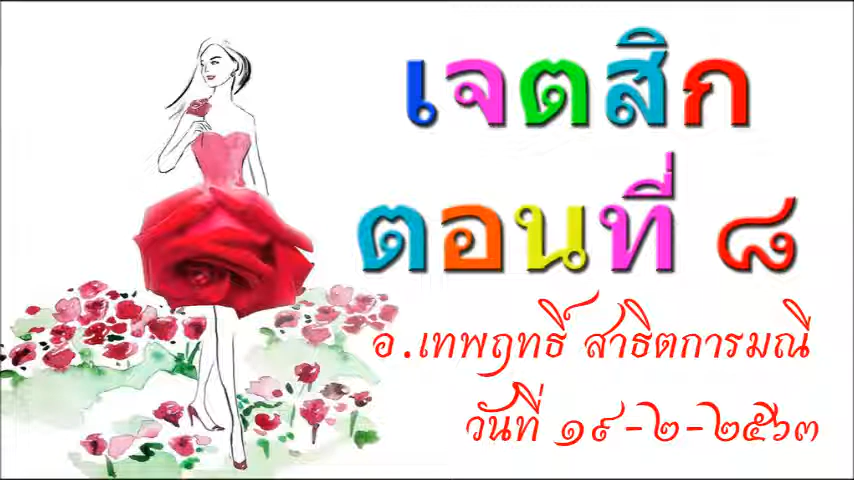 เจตสิก
ตอนที่ ๘
อ.เทพฤทธิ์ สาธิตการมณี
วันที่ ๑๙-๒-๒๕๖๓